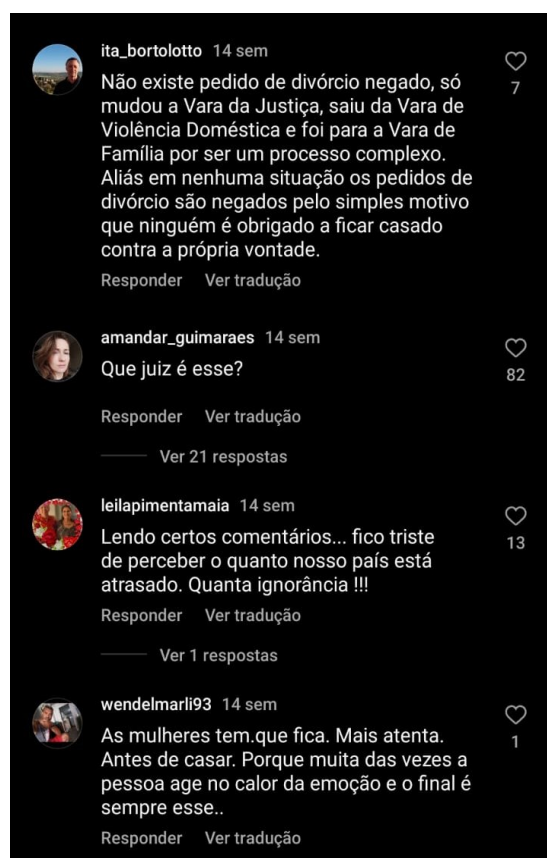 ita_bortolotto 14 sem
Não existe pedido de divórcio negado, só
mudou a Vara da Justiça, saiu da Vara de
Violência Doméstica e foi para a Vara de
Família por ser um processo complexo.
Aliás em nenhuma situação os pedidos de
divórcio são negados pelo simples motivo
que ninguém é obrigado a ficar casado
contra a própria vontade.
7
Responder Ver tradução
amandar_guimaraes 14 sem
Que juiz é esse?
82
Responder Ver tradução
Ver 21 respostas
leilapimentamaia 14 sem
Lendo certos comentários... fico triste
de perceber o quanto nosso país está
atrasado. Quanta ignorância !!!
13
Responder Ver tradução
Ver 1 respostas
wendelmarli93 14 sem
As mulheres tem.que fica. Mais atenta.
Antes de casar. Porque muita das vezes a
pessoa age no calor da emoção e o final é
sempre esse..
1
Responder Ver tradução